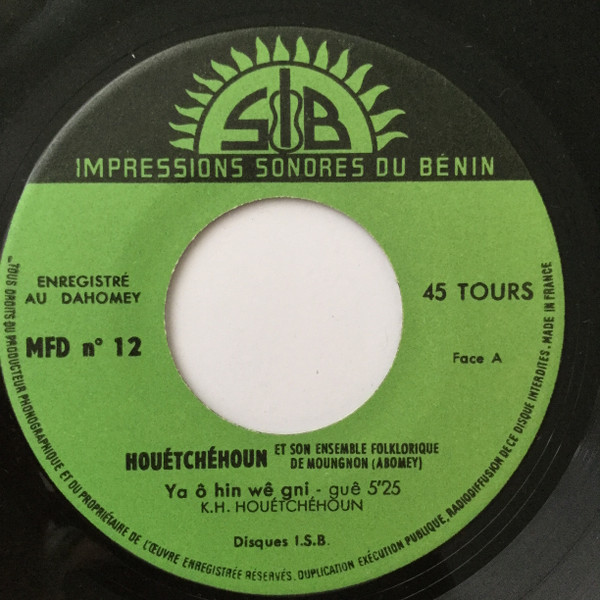 SIB
IMPRESSIONS SONORES DU BÉNIN
ENREGISTRÉ
AU DAHOMEY
45 TOURS
MFD n° 12
Face A
HOUÉTCHÉHOUN ET SON ENSEMBLE FOLKLORIQUE
DE MOUNGNON (ABOMEY)
Ya ô hin wê gni - guê 5'25
K.H. HOUÉTCHÉHOUN
Disques I.S.B.
...TOUS DROITS DU PRODUCTEUR PHONOGRAPHIQUE ET DU PROPRIÉTAIRE DE L'ŒUVRE ENREGISTRÉE RÉSERVÉS. DUPLICATION EXÉCUTION PUBLIQUE, RADIODIFFUSION DE CE DISQUE INTERDITES. MADE IN FRANCE